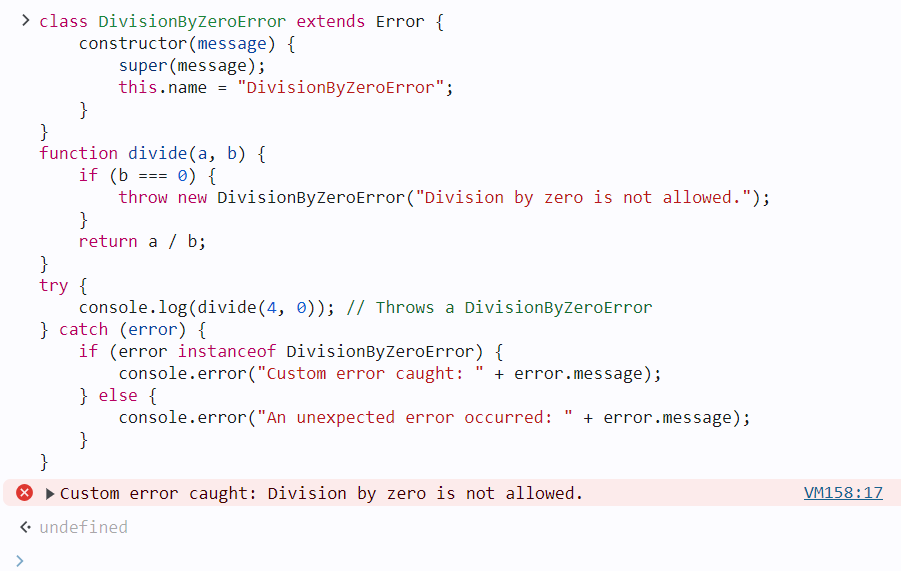 > class DivisionByZeroError extends Error {
    constructor(message) {
        super(message);
        this.name = "DivisionByZeroError";
    }
}
function divide(a, b) {
    if (b === 0) {
        throw new DivisionByZeroError("Division by zero is not allowed.");
    }
    return a / b;
}
try {
    console.log(divide(4, 0)); // Throws a DivisionByZeroError
} catch (error) {
    if (error instanceof DivisionByZeroError) {
        console.error("Custom error caught: " + error.message);
    } else {
        console.error("An unexpected error occurred: " + error.message);
    }
}
Custom error caught: Division by zero is not allowed. VM158:17
undefined
>